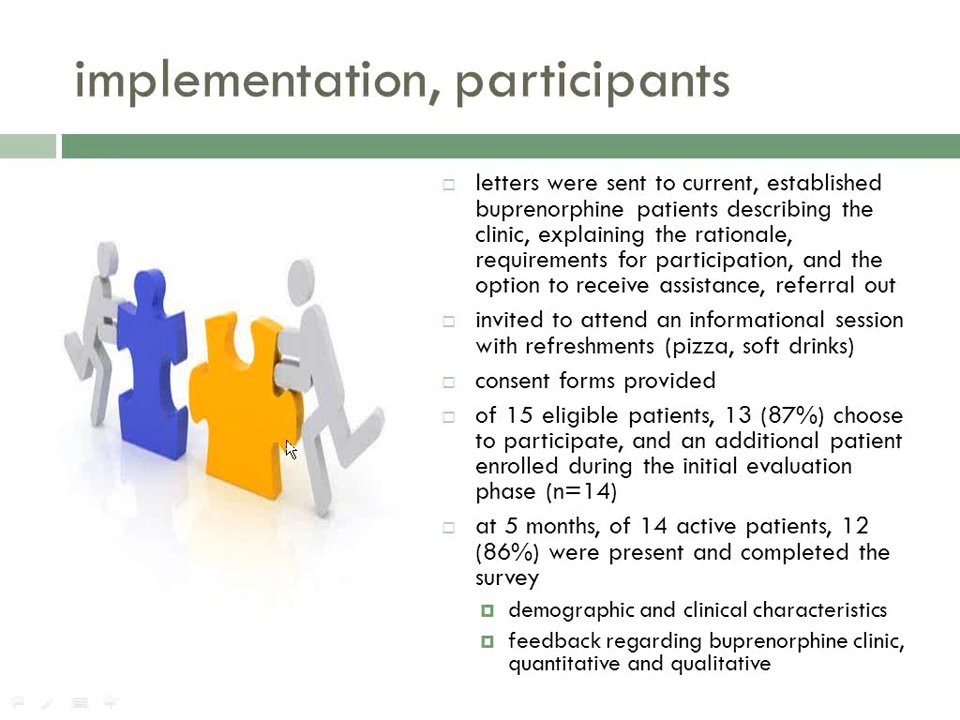 implementation, participants
letters were sent to current, established
buprenorphine patients describing the
clinic, explaining the rationale,
requirements for participation, and the
option to receive assistance, referral out
invited to attend an informational session
with refreshments (pizza, soft drinks)
consent forms provided
of 15 eligible patients, 13 (87%) choose
to participate, and an additional patient
enrolled during the initial evaluation
phase (n=14)
at 5 months, of 14 active patients, 12
(86%) were present and completed the
survey
demographic and clinical characteristics
feedback regarding buprenorphine clinic,
quantitative and qualitative